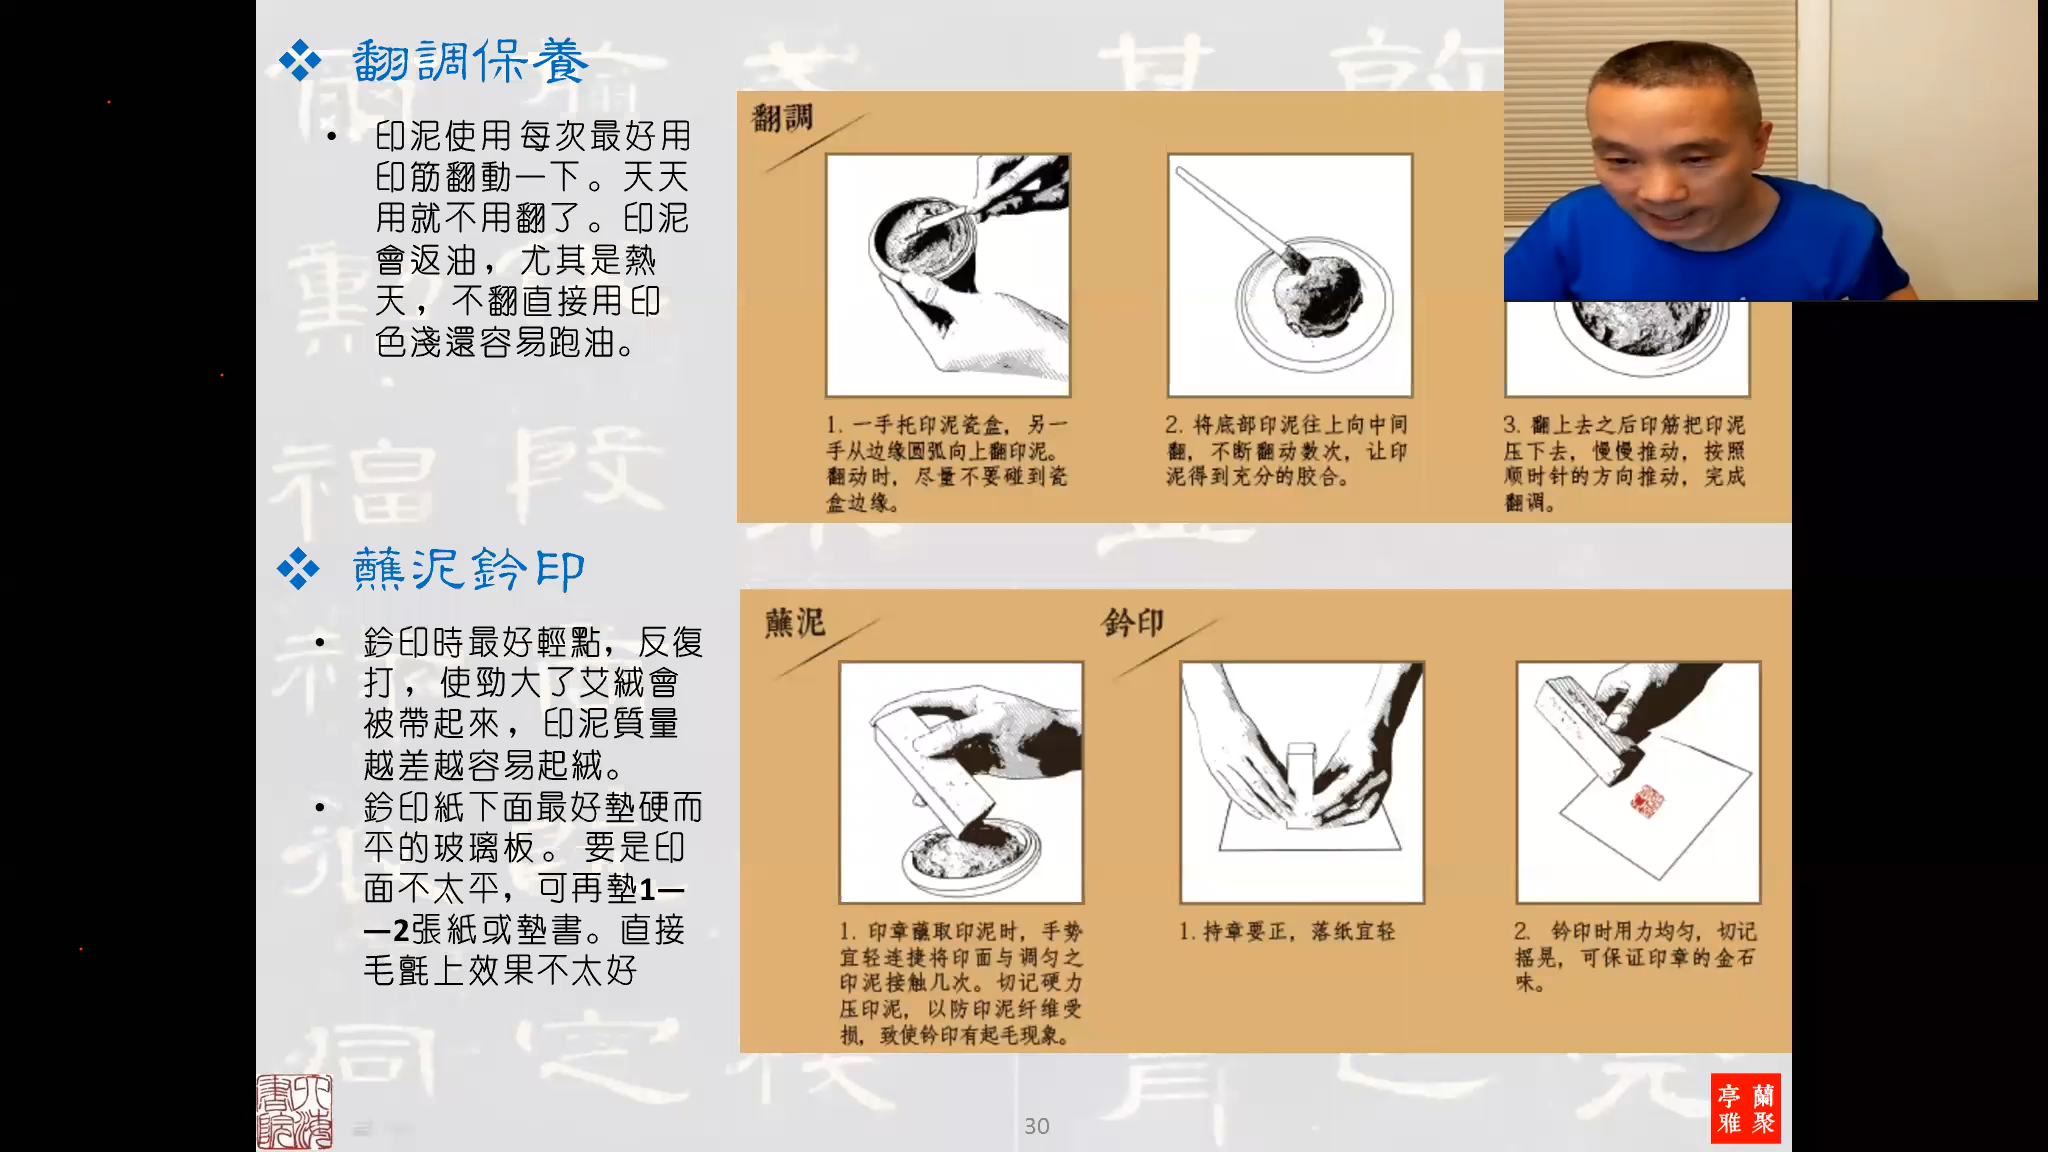 翻調保養
印泥使用每次最好用
印筋翻動一下。天天
用就不用翻了。印泥
會返油，尤其是熱
天，不翻直接用印
色淺還容易跑油。
翻調
1. 一手托印泥瓷盒，另一
手从边缘圆弧向上翻印泥。
翻动时，尽量不要碰到瓷
盒边缘。
2. 将底部印泥往上向中间
翻，不断翻动数次，让印
泥得到充分的胶合。
3. 翻上去之后印筋把印泥
压下去，慢慢推动，按照
顺时针的方向推动，完成
翻调。
蘸泥鈐印
鈐印時最好輕點，反復
打，使勁大了艾絨會
被帶起來，印泥質量
越差越容易起絨。
鈐印紙下面最好墊硬而
平的玻璃板。要是印
面不太平，可再墊1—
—2張紙或墊書。直接
毛氈上效果不太好
蘸泥
1. 印章蘸取印泥时，手势
宜轻连捷将印面与调匀之
印泥接触几次。切记硬力
压印泥，以防印泥纤维受
损，致使钤印有起毛现象。
鈐印
1. 持章要正，落纸宜轻
2. 钤印时用力均匀，切记
摇晃，可保证印章的金石
味。
30
蘭聚
亭雅